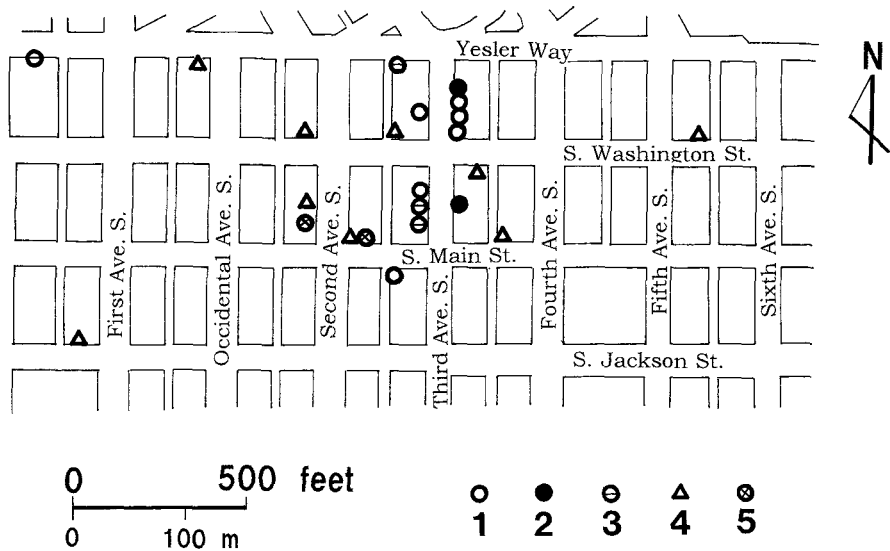 Yesler Way
N
S. Washington St.
First Ave. S.
Occidental Ave. S.
Second Ave. S.
S. Main St.
Third Ave. S.
Fourth Ave. S.
Fifth Ave. S.
Sixth Ave. S.
S. Jackson St.
0 500 feet
0 100 m
1 2 3 4 5